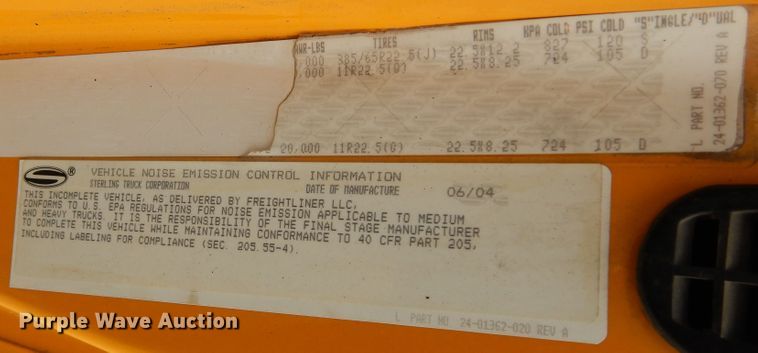 WR-LBS TIRES RIMS KPA COLD PSI COLD "S"INGLE/"D"UAL
,000 385/65R22.5(J) 22.5X12.2 827 120 S
,000 11R22.5(G) 22.5X8.25 724 105 D
20,000 11R22.5(G) 22.5X8.25 724 105 D
L PART NO. 24-01362-070 REV A
S ®
VEHICLE NOISE EMISSION CONTROL INFORMATION
STERLING TRUCK CORPORATION DATE OF MANUFACTURE 06/04
THIS INCOMPLETE VEHICLE, AS DELIVERED BY FREIGHTLINER LLC,
CONFORMS TO U.S. EPA REGULATIONS FOR NOISE EMISSION APPLICABLE TO MEDIUM
AND HEAVY TRUCKS. IT IS THE RESPONSIBILITY OF THE FINAL STAGE MANUFACTURER
TO COMPLETE THIS VEHICLE WHILE MAINTAINING CONFORMANCE TO 40 CFR PART 205,
INCLUDING LABELING FOR COMPLIANCE (SEC. 205.55-4).
L PART NO. 24-01362-020 REV A
Purple Wave Auction